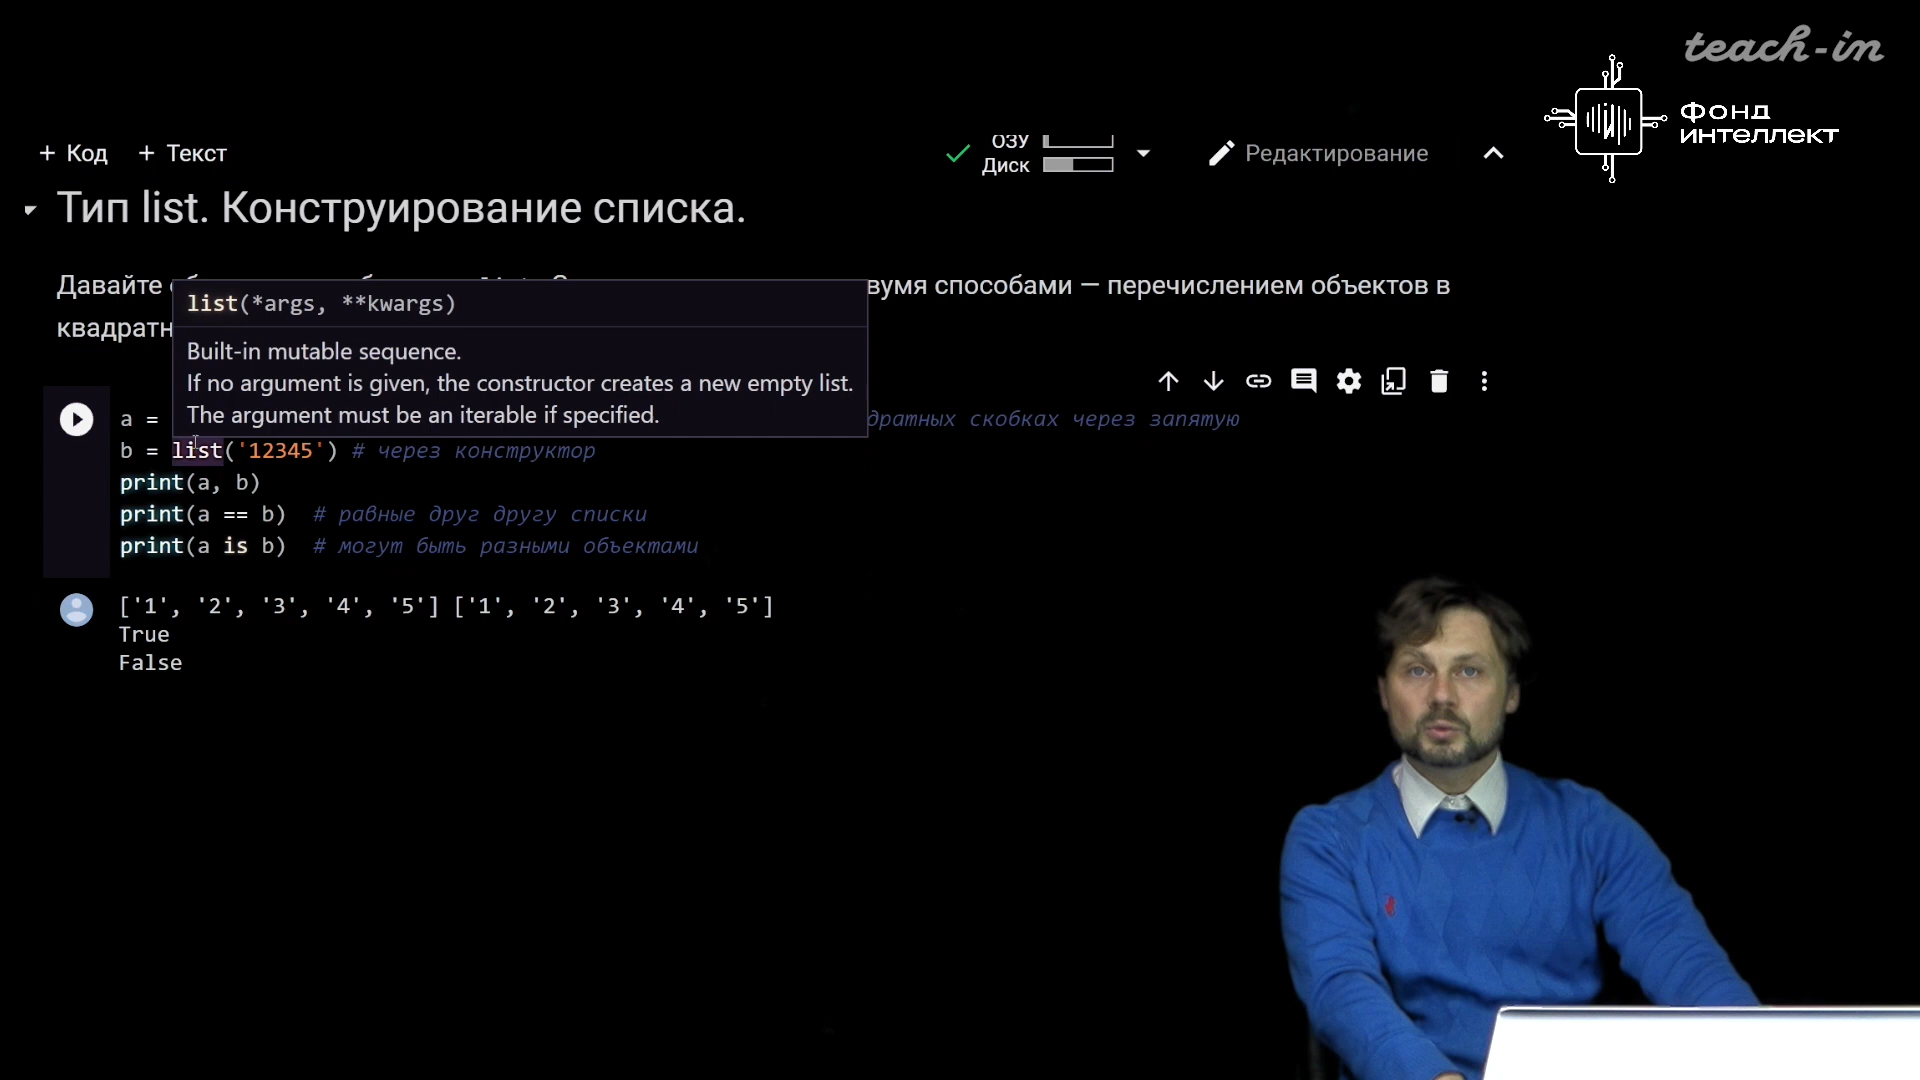 teach-in
Фонд
интеллект
+ Код + Текст
ОЗУ
Диск
Редактирование
Тип list. Конструирование списка.
Давайте вумя способами — перечислением объектов в
квадратн
list(*args, **kwargs)
Built-in mutable sequence.
If no argument is given, the constructor creates a new empty list.
The argument must be an iterable if specified.
a = дратных скобках через запятую
b = list('12345') # через конструктор
print(a, b)
print(a == b) # равные друг другу списки
print(a is b) # могут быть разными объектами
['1', '2', '3', '4', '5'] ['1', '2', '3', '4', '5']
True
False